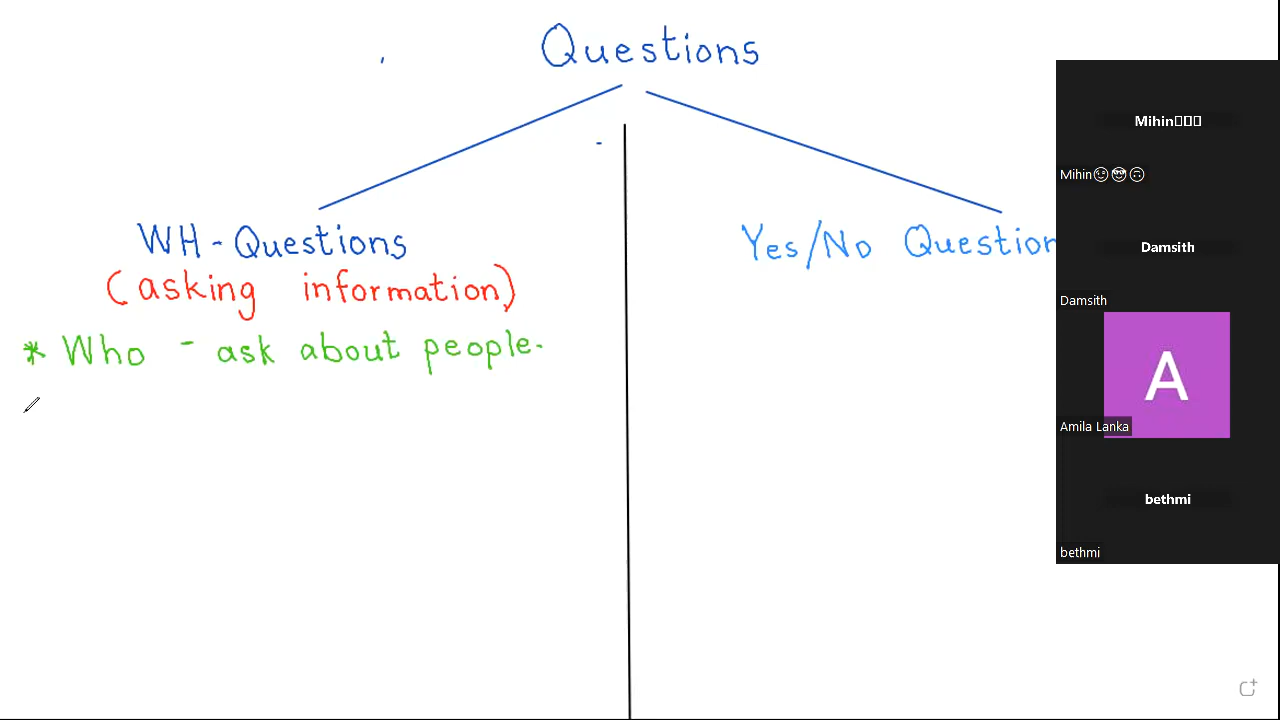 Questions
WH-Questions
(asking information)
* Who - ask about people.
Yes/No Question
Mihin
Mihin
Damsith
Damsith
A
Amila Lanka
bethmi
bethmi